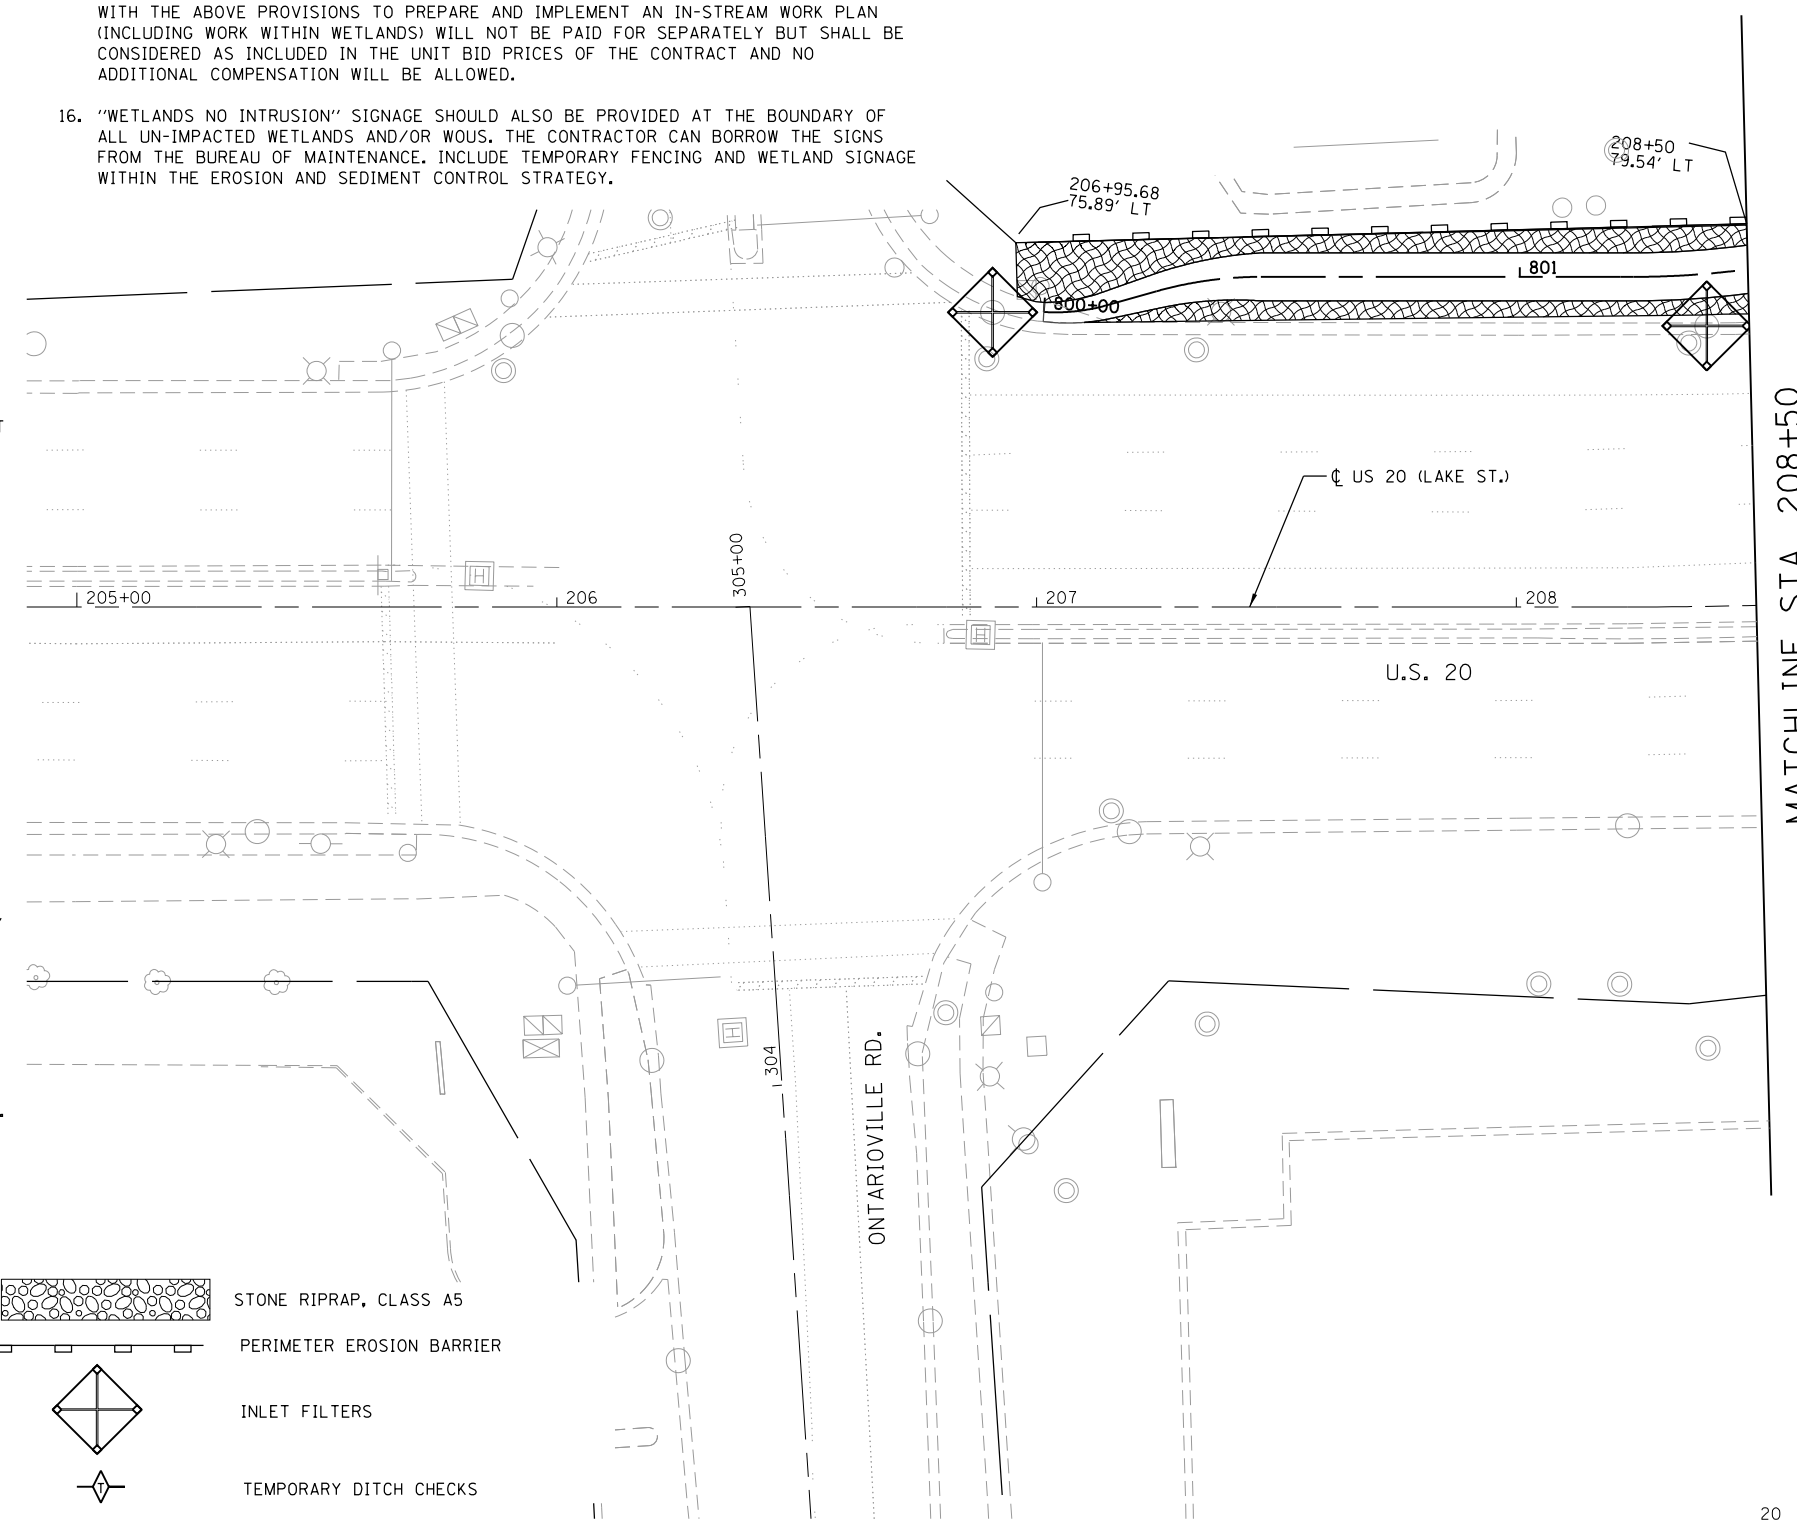 WITH THE ABOVE PROVISIONS TO PREPARE AND IMPLEMENT AN IN-STREAM WORK PLAN
(INCLUDING WORK WITHIN WETLANDS) WILL NOT BE PAID FOR SEPARATELY BUT SHALL BE
CONSIDERED AS INCLUDED IN THE UNIT BID PRICES OF THE CONTRACT AND NO
ADDITIONAL COMPENSATION WILL BE ALLOWED.
16. "WETLANDS NO INTRUSION" SIGNAGE SHOULD ALSO BE PROVIDED AT THE BOUNDARY OF
ALL UN-IMPACTED WETLANDS AND/OR WOUS. THE CONTRACTOR CAN BORROW THE SIGNS
FROM THE BUREAU OF MAINTENANCE. INCLUDE TEMPORARY FENCING AND WETLAND SIGNAGE
WITHIN THE EROSION AND SEDIMENT CONTROL STRATEGY.
208+50
79.54' LT
206+95.68
75.89' LT
801
800+00
℄ US 20 (LAKE ST.)
MATCHLINE STA 208+50
305+00
205+00
206
207
208
U.S. 20
H
H
H
304
ONTARIOVILLE RD.
STONE RIPRAP, CLASS A5
PERIMETER EROSION BARRIER
INLET FILTERS
T
TEMPORARY DITCH CHECKS
20